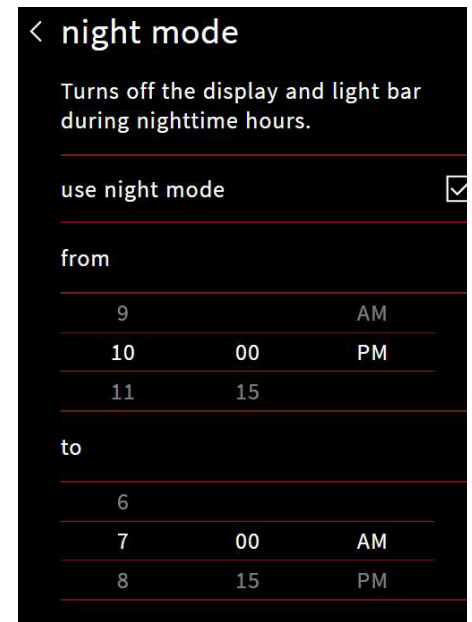 night mode
Turns off the display and light bar
during nighttime hours.
use night mode
from
9 AM
10 00 PM
11 15
to
6
7 00 AM
8 15 PM